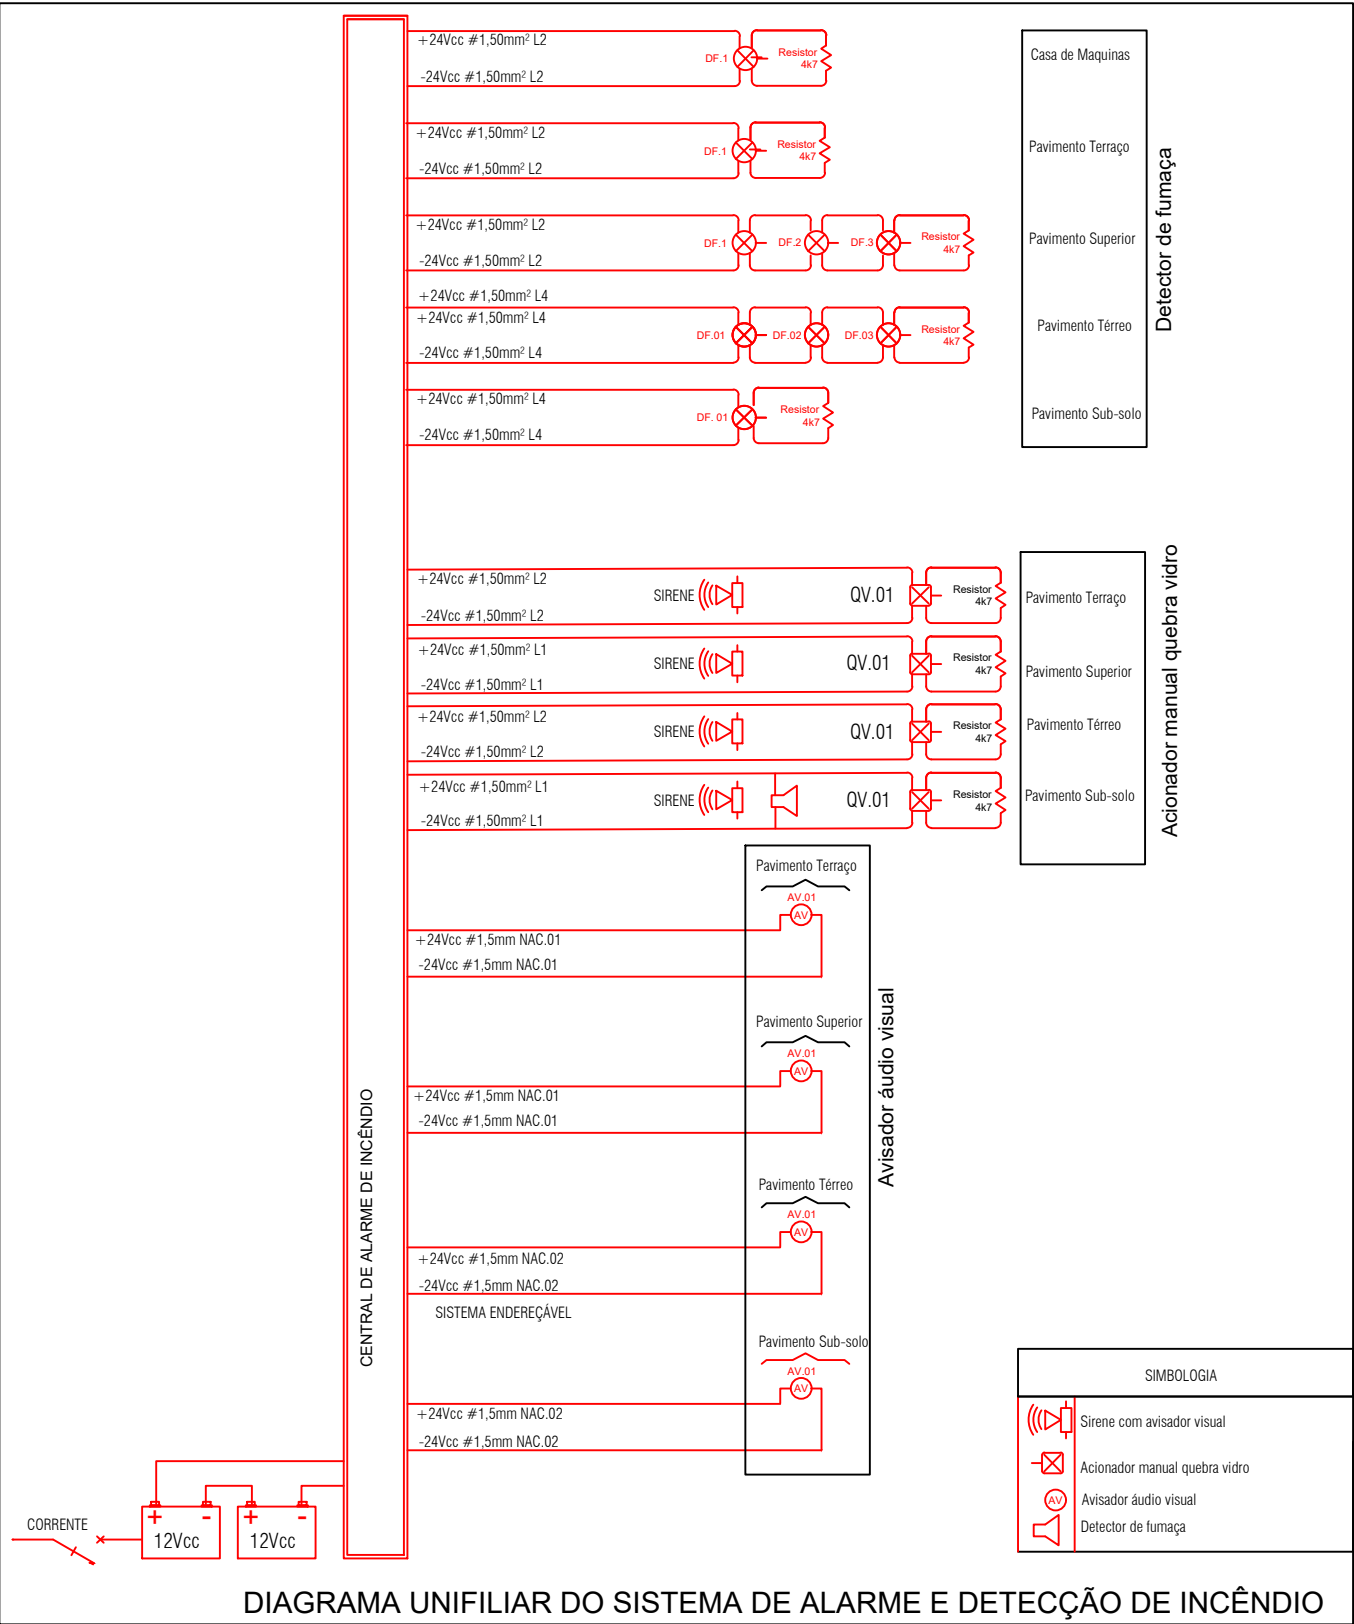 +24Vcc #1,50mm² L2
DF.1
Resistor
4k7
-24Vcc #1,50mm² L2
Casa de Maquinas
+24Vcc #1,50mm² L2
DF.1
Resistor
4k7
-24Vcc #1,50mm² L2
Pavimento Terraço
+24Vcc #1,50mm² L2
DF.1
DF.2
DF.3
Resistor
4k7
-24Vcc #1,50mm² L2
Pavimento Superior
+24Vcc #1,50mm² L4
+24Vcc #1,50mm² L4
DF.01
DF.02
DF.03
Resistor
4k7
-24Vcc #1,50mm² L4
Pavimento Térreo
+24Vcc #1,50mm² L4
DF. 01
Resistor
4k7
-24Vcc #1,50mm² L4
Pavimento Sub-solo
Detector de fumaça
+24Vcc #1,50mm² L2
SIRENE
QV.01
Resistor
4k7
-24Vcc #1,50mm² L2
Pavimento Terraço
+24Vcc #1,50mm² L1
SIRENE
QV.01
Resistor
4k7
-24Vcc #1,50mm² L1
Pavimento Superior
+24Vcc #1,50mm² L2
SIRENE
QV.01
Resistor
4k7
-24Vcc #1,50mm² L2
Pavimento Térreo
+24Vcc #1,50mm² L1
SIRENE
QV.01
Resistor
4k7
-24Vcc #1,50mm² L1
Pavimento Sub-solo
Acionador manual quebra vidro
Pavimento Terraço
AV.01
AV
+24Vcc #1,5mm NAC.01
-24Vcc #1,5mm NAC.01
Pavimento Superior
AV.01
AV
+24Vcc #1,5mm NAC.01
-24Vcc #1,5mm NAC.01
Pavimento Térreo
AV.01
AV
+24Vcc #1,5mm NAC.02
-24Vcc #1,5mm NAC.02
SISTEMA ENDEREÇÁVEL
Pavimento Sub-solo
AV.01
AV
+24Vcc #1,5mm NAC.02
-24Vcc #1,5mm NAC.02
Avisador áudio visual
CENTRAL DE ALARME DE INCÊNDIO
CORRENTE
+ -
12Vcc
+ -
12Vcc
SIMBOLOGIA
Sirene com avisador visual
Acionador manual quebra vidro
AV
Avisador áudio visual
Detector de fumaça
DIAGRAMA UNIFILIAR DO SISTEMA DE ALARME E DETECÇÃO DE INCÊNDIO